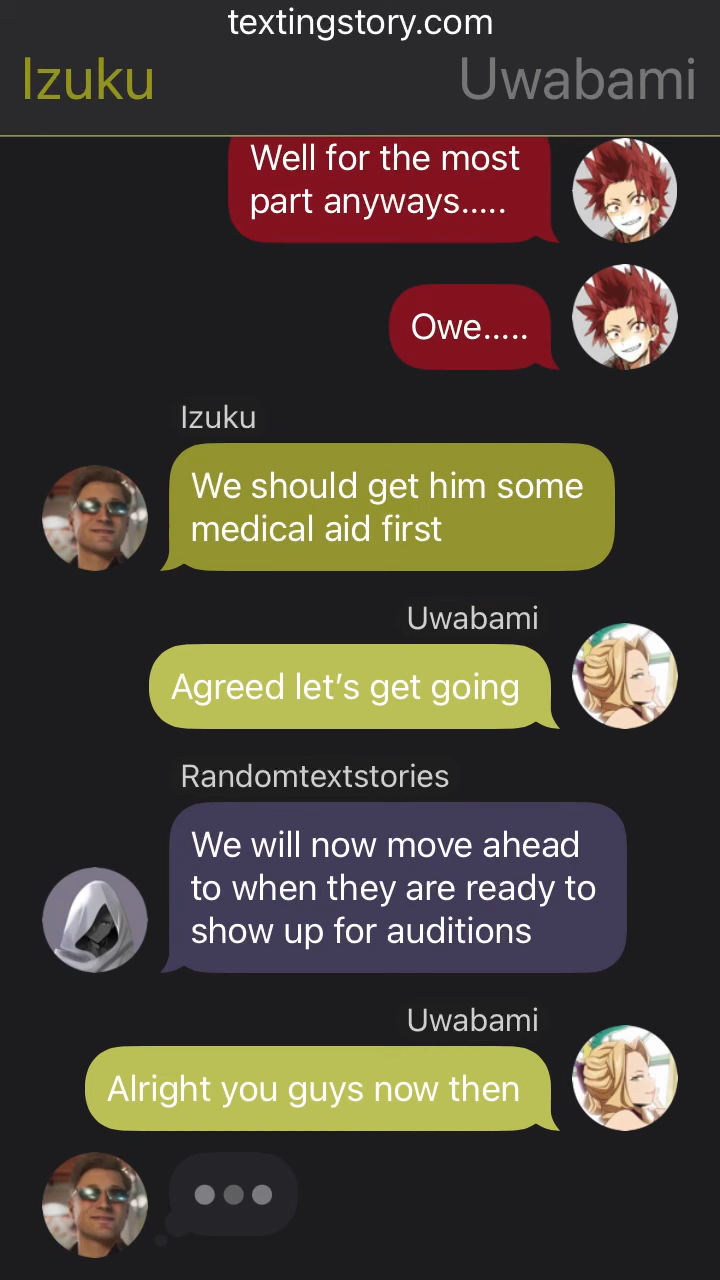 textingstory.com
Izuku
Uwabami
Well for the most
part anyways.....
Owe.....
Izuku
We should get him some
medical aid first
Uwabami
Agreed let’s get going
Randomtextstories
We will now move ahead
to when they are ready to
show up for auditions
Uwabami
Alright you guys now then